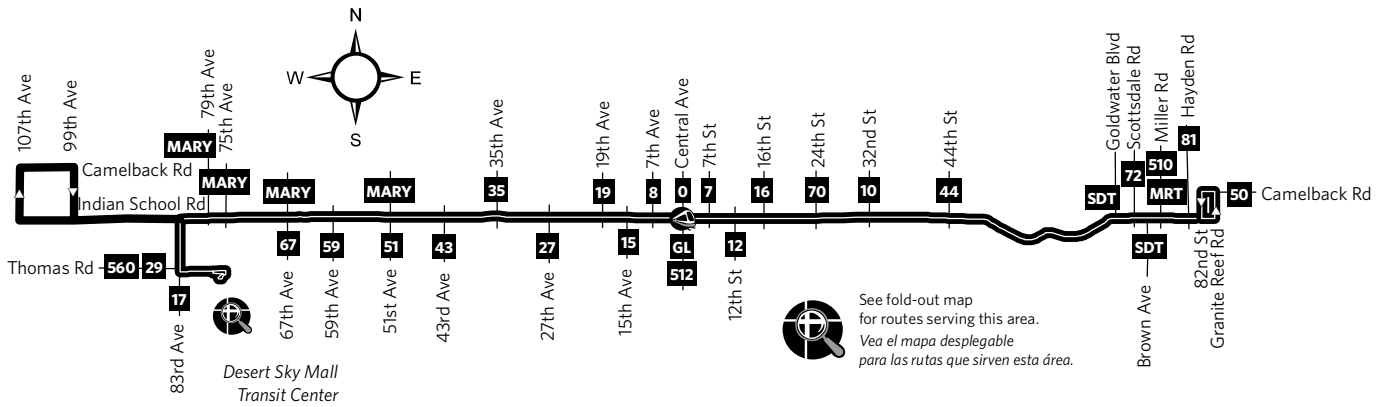 N
W
E
S
107th Ave
99th Ave
79th Ave
75th Ave
35th Ave
19th Ave
7th Ave
Central Ave
7th St
16th St
24th St
32nd St
44th St
Goldwater Blvd
Scottsdale Rd
Miller Rd
Hayden Rd
MARY
MARY
MARY
MARY
35
19
8
0
7
16
70
10
44
SDT
72
510
MRT
81
50
Camelback Rd
Camelback Rd
Indian School Rd
67
59
51
43
27
15
GL
512
12
SDT
Thomas Rd
560
29
17
83rd Ave
67th Ave
59th Ave
51st Ave
43rd Ave
27th Ave
15th Ave
12th St
Brown Ave
82nd St
Granite Reef Rd
Desert Sky Mall
Transit Center
See fold-out map
for routes serving this area.
Vea el mapa desplegable
para las rutas que sirven esta área.